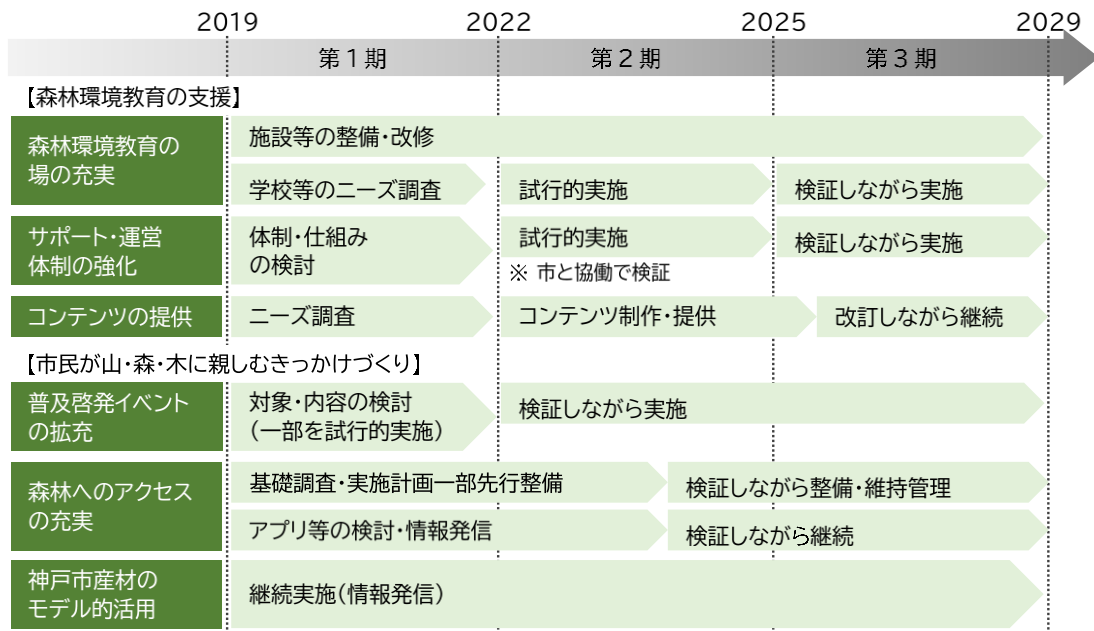 2019 2022 2025 2029
第1期 第2期 第3期
【森林環境教育の支援】
森林環境教育の
場の充実
施設等の整備・改修
学校等のニーズ調査 試行的実施 検証しながら実施
サポート・運営
体制の強化
体制・仕組み
の検討
試行的実施 検証しながら実施
※ 市と協働で検証
コンテンツの提供 ニーズ調査 コンテンツ制作・提供 改訂しながら継続
【市民が山・森・木に親しむきっかけづくり】
普及啓発イベント
の拡充
対象・内容の検討
（一部を試行的実施）
検証しながら実施
森林へのアクセス
の充実
基礎調査・実施計画一部先行整備 検証しながら整備・維持管理
アプリ等の検討・情報発信 検証しながら継続
神戸市産材の
モデル的活用
継続実施（情報発信）